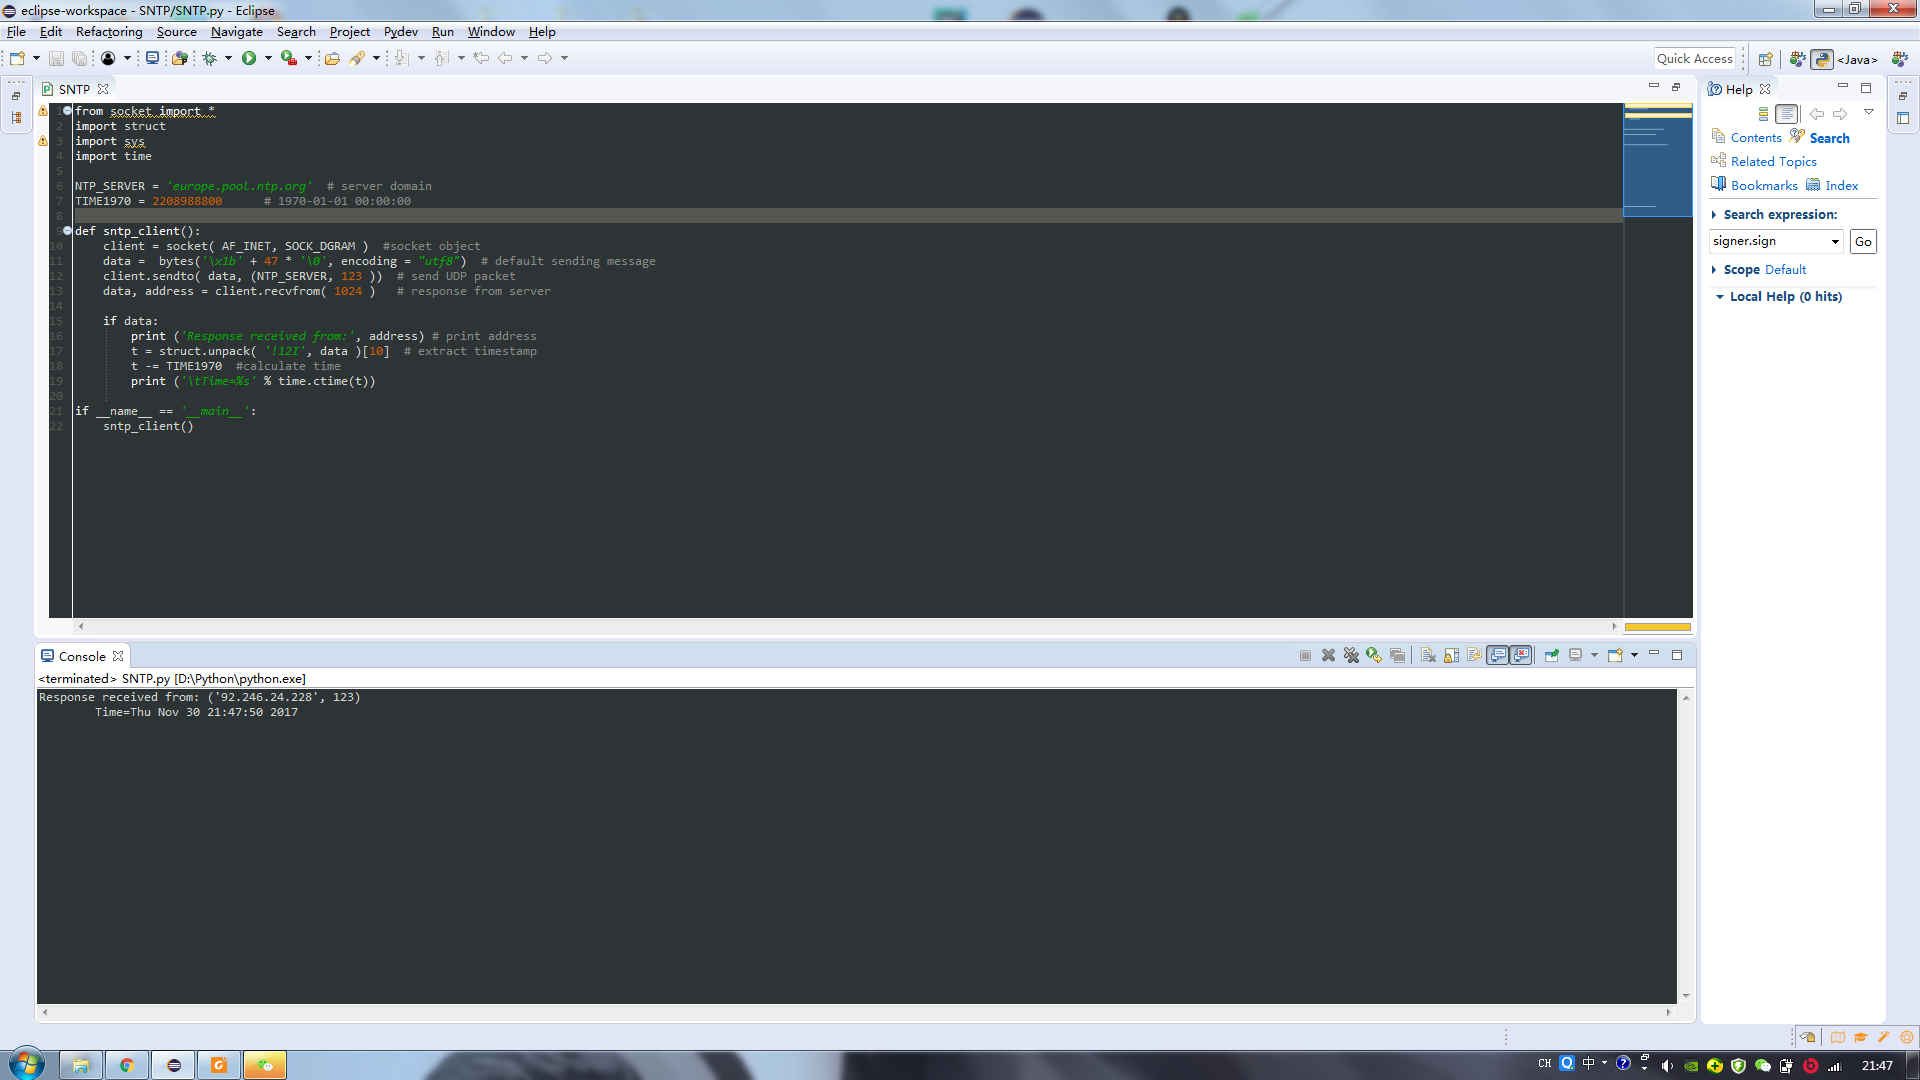 eclipse-workspace - SNTP/SNTP.py - Eclipse
File Edit Refactoring Source Navigate Search Project Pydev Run Window Help
Quick Access
<Java>
SNTP
1 from socket import *
2 import struct
3 import sys
4 import time
5
6 NTP_SERVER = 'europe.pool.ntp.org'  # server domain
7 TIME1970 = 2208988800      # 1970-01-01 00:00:00
8
9 def sntp_client():
10     client = socket( AF_INET, SOCK_DGRAM )  #socket object
11     data =  bytes('\x1b' + 47 * '\0', encoding = "utf8")  # default sending message
12     client.sendto( data, (NTP_SERVER, 123 ))  # send UDP packet
13     data, address = client.recvfrom( 1024 )   # response from server
14
15     if data:
16         print ('Response received from:', address) # print address
17         t = struct.unpack( '!12I', data )[10]  # extract timestamp
18         t -= TIME1970  #calculate time
19         print ('\tTime=%s' % time.ctime(t))
20
21 if __name__ == '__main__':
22     sntp_client()
Help
Contents Search
Related Topics
Bookmarks Index
Search expression:
signer.sign Go
Scope Default
Local Help (0 hits)
Console
<terminated> SNTP.py [D:\Python\python.exe]
Response received from: ('92.246.24.228', 123)
Time=Thu Nov 30 21:47:50 2017
CH 中 21:47